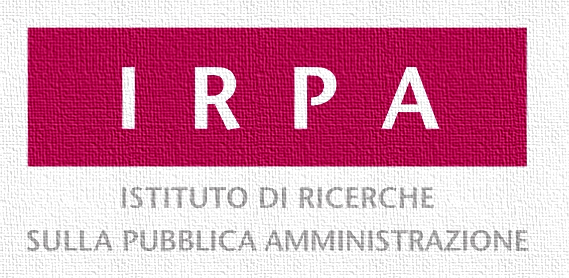 IRPA
ISTITUTO DI RICERCHE
SULLA PUBBLICA AMMINISTRAZIONE